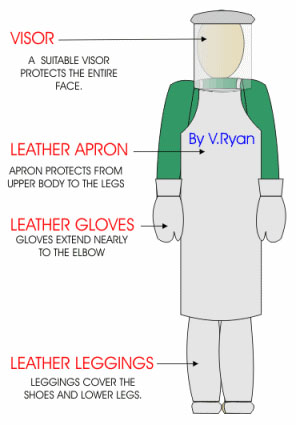 VISOR
A SUITABLE VISOR
PROTECTS THE ENTIRE
FACE.
By V.Ryan
LEATHER APRON
APRON PROTECTS FROM
UPPER BODY TO THE LEGS
LEATHER GLOVES
GLOVES EXTEND NEARLY
TO THE ELBOW
LEATHER LEGGINGS
LEGGINGS COVER THE
SHOES AND LOWER LEGS.